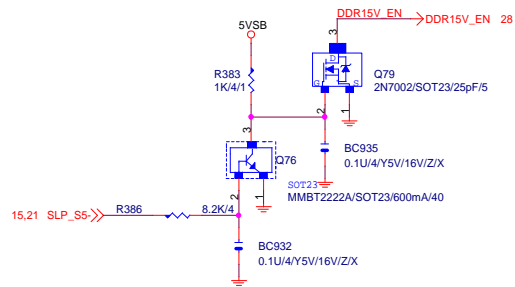 DDR15V_EN
DDR15V_EN 28
5VSB
3
D
R383
1K/4/1
Q79
2N7002/SOT23/25pF/5
G
S
2
1
3
Q76
BC935
0.1U/4/Y5V/16V/Z/X
SOT23
MMBT2222A/SOT23/600mA/40
2
1
15,21 SLP_S5-
R386
8.2K/4
BC932
0.1U/4/Y5V/16V/Z/X